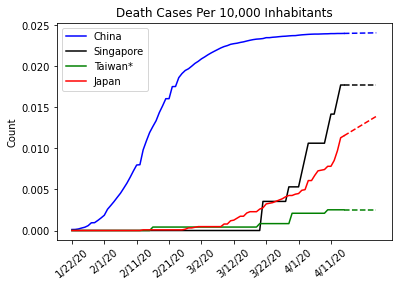 Death Cases Per 10,000 Inhabitants
0.025
0.020
0.015
0.010
0.005
0.000
Count
China
Singapore
Taiwan*
Japan
1/22/20
2/1/20
2/11/20
2/21/20
3/2/20
3/12/20
3/22/20
4/1/20
4/11/20